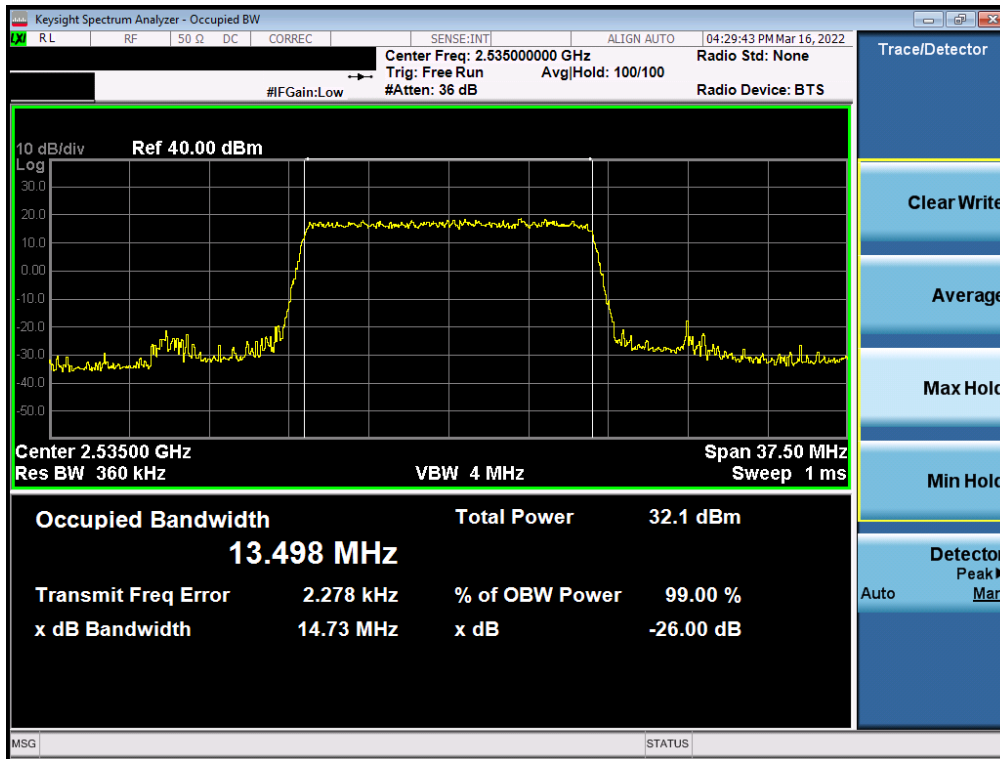 Keysight Spectrum Analyzer - Occupied BW
LXI RL RF 50 Ω DC CORREC SENSE:INT ALIGN AUTO 04:29:43 PM Mar 16, 2022
Center Freq: 2.535000000 GHz Radio Std: None
Trig: Free Run Avg|Hold: 100/100
#IFGain:Low #Atten: 36 dB Radio Device: BTS
10 dB/div Ref 40.00 dBm
Log
30.0
20.0
10.0
0.00
-10.0
-20.0
-30.0
-40.0
-50.0
Center 2.53500 GHz Span 37.50 MHz
Res BW 360 kHz VBW 4 MHz Sweep 1 ms
Occupied Bandwidth Total Power 32.1 dBm
13.498 MHz
Transmit Freq Error 2.278 kHz % of OBW Power 99.00 %
x dB Bandwidth 14.73 MHz x dB -26.00 dB
MSG STATUS
Trace/Detector
Clear Write
Average
Max Hold
Min Hold
Detector
Peak
Auto Man